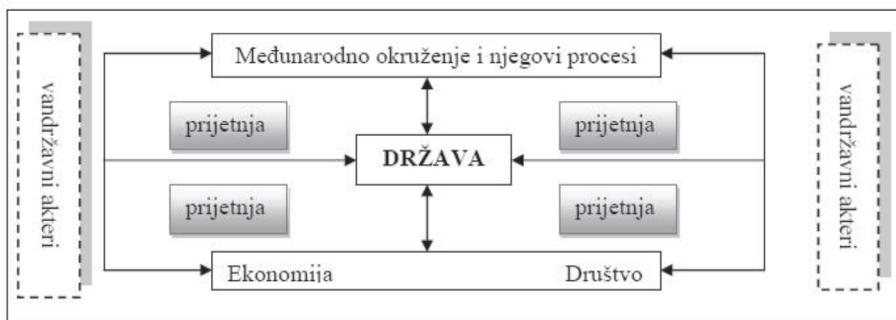 vandržavni akteri
Međunarodno okruženje i njegovi procesi
vandržavni akteri
prijetnja
prijetnja
DRŽAVA
prijetnja
prijetnja
Ekonomija Društvo